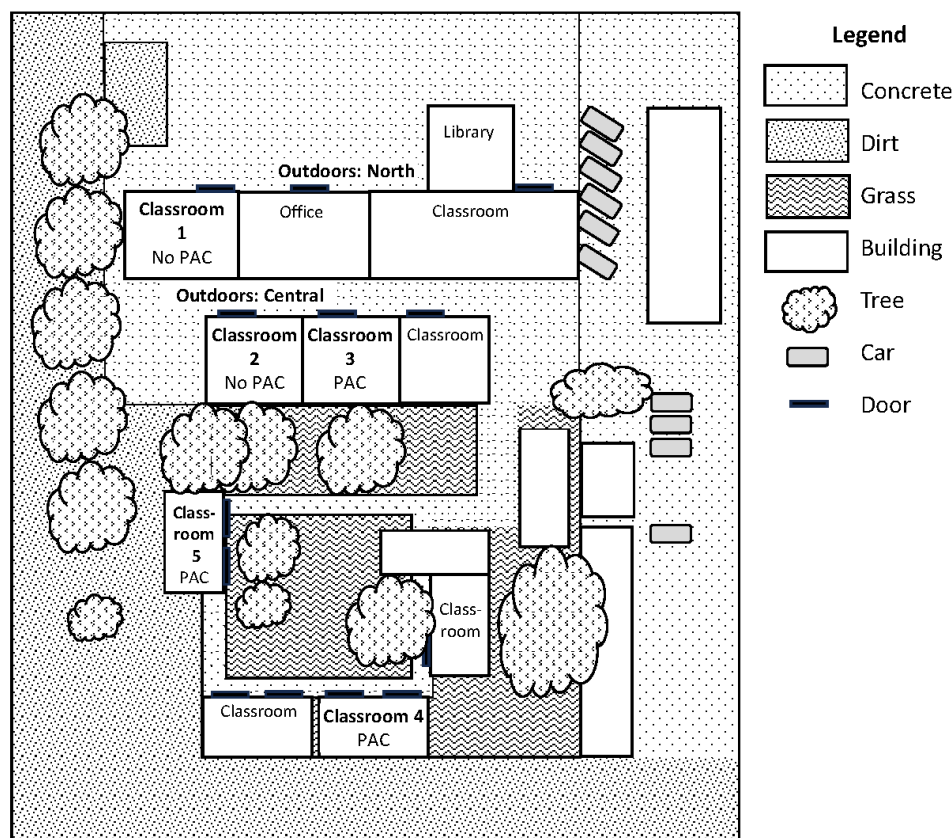 Legend
Concrete
Dirt
Grass
Building
Tree
Car
Door
Library
Outdoors: North
Classroom
1
No PAC
Office
Classroom
Outdoors: Central
Classroom
2
No PAC
Classroom
3
PAC
Classroom
Class-
room
5
PAC
Class-
room
Classroom
Classroom 4
PAC